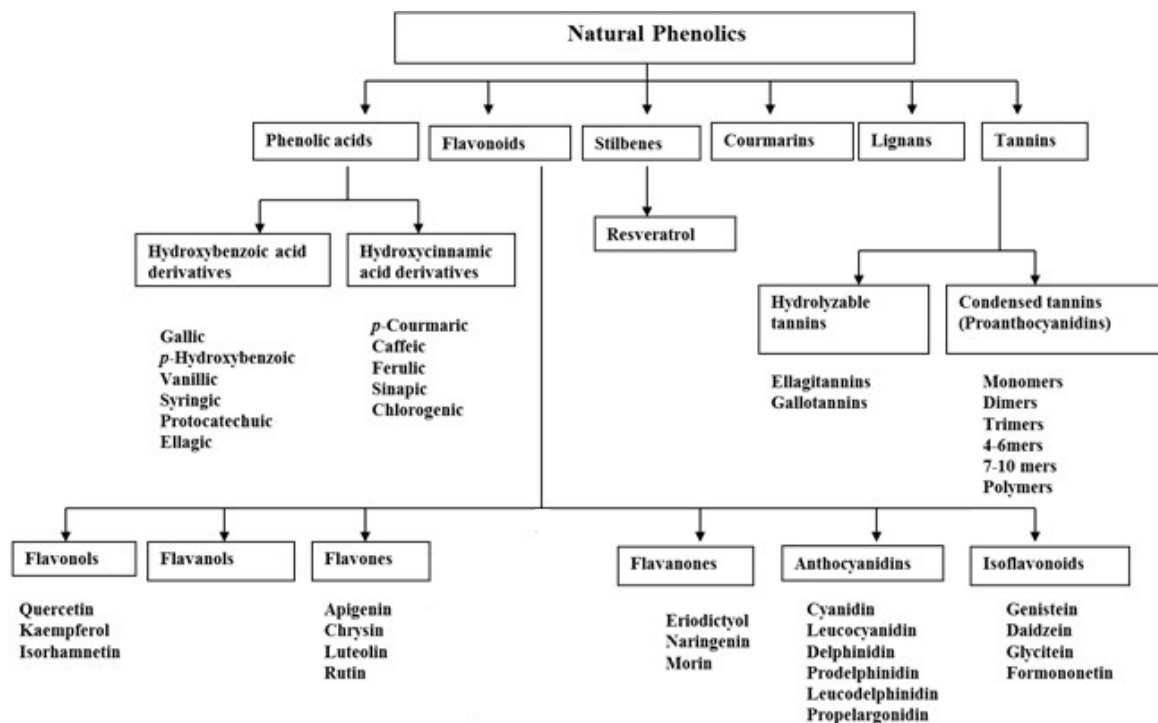 Natural Phenolics
Phenolic acids
Flavonoids
Stilbenes
Courmarins
Lignans
Tannins
Hydroxybenzoic acid
derivatives
Hydroxycinnamic
acid derivatives
Resveratrol
Hydrolyzable
tannins
Condensed tannins
(Proanthocyanidins)
Gallic
p-Hydroxybenzoic
Vanillic
Syringic
Protocatechuic
Ellagic
p-Courmaric
Caffeic
Ferulic
Sinapic
Chlorogenic
Ellagitannins
Gallotannins
Monomers
Dimers
Trimers
4-6mers
7-10 mers
Polymers
Flavonols
Flavanols
Flavones
Flavanones
Anthocyanidins
Isoflavonoids
Quercetin
Kaempferol
Isorhamnetin
Apigenin
Chrysin
Luteolin
Rutin
Eriodictyol
Naringenin
Morin
Cyanidin
Leucocyanidin
Delphinidin
Prodelphinidin
Leucodelphinidin
Propelargonidin
Genistein
Daidzein
Glycitein
Formononetin